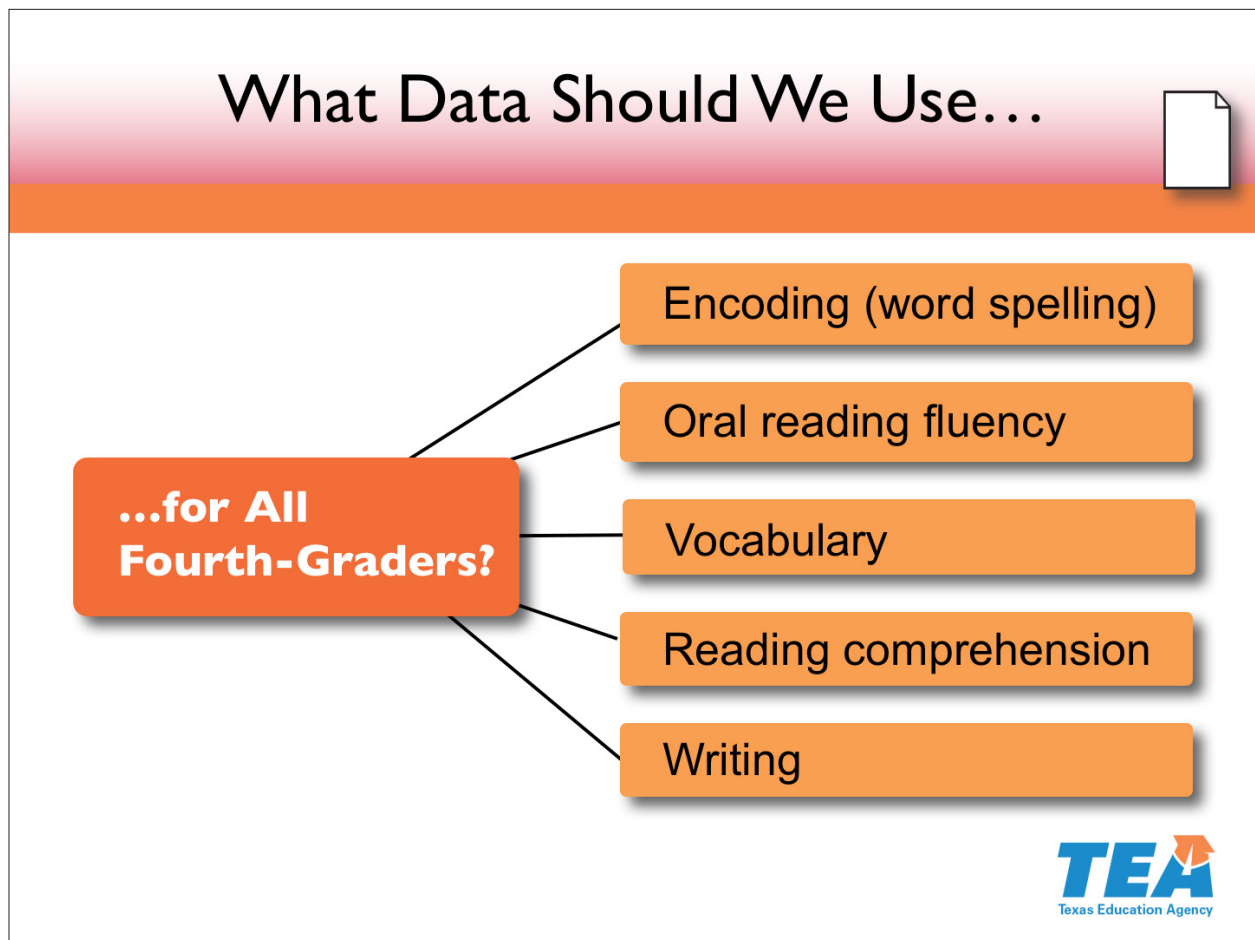 What Data Should We Use…
Encoding (word spelling)
Oral reading fluency
…for All
Fourth-Graders?
Vocabulary
Reading comprehension
Writing
TEA
Texas Education Agency